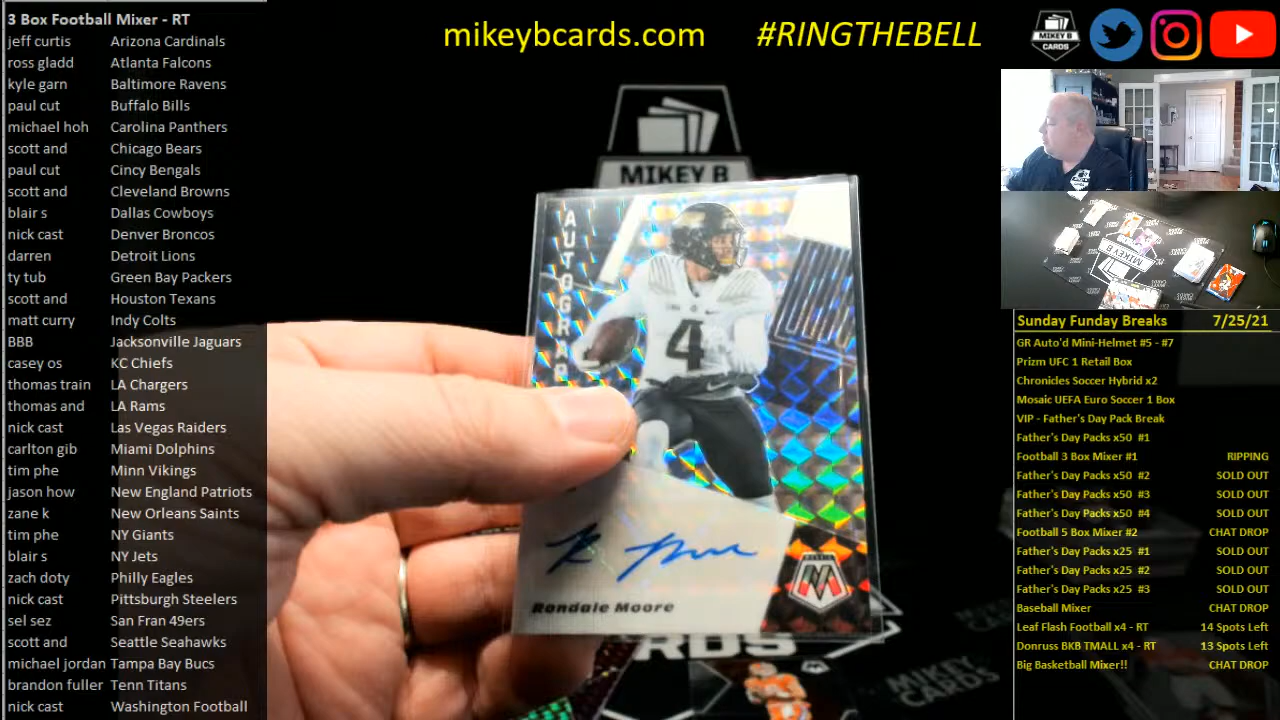 3 Box Football Mixer - RT
jeff curtis Arizona Cardinals
ross gladd Atlanta Falcons
kyle garn Baltimore Ravens
paul cut Buffalo Bills
michael hoh Carolina Panthers
scott and Chicago Bears
paul cut Cincy Bengals
scott and Cleveland Browns
blair s Dallas Cowboys
nick cast Denver Broncos
darren Detroit Lions
ty tub Green Bay Packers
scott and Houston Texans
matt curry Indy Colts
BBB Jacksonville Jaguars
casey os KC Chiefs
thomas train LA Chargers
thomas and LA Rams
nick cast Las Vegas Raiders
carlton gib Miami Dolphins
tim phe Minn Vikings
jason how New England Patriots
zane k New Orleans Saints
tim phe NY Giants
blair s NY Jets
zach doty Philly Eagles
nick cast Pittsburgh Steelers
sel sez San Fran 49ers
scott and Seattle Seahawks
michael jordan Tampa Bay Bucs
brandon fuller Tenn Titans
nick cast Washington Football
mikeybcards.com #RINGTHEBELL
MIKEY B
CARDS
MIKEY B
AUTOGRAP
4
Rondale Moore
CARDS
MIKEY
CARDS
Sunday Funday Breaks 7/25/21
GR Auto'd Mini-Helmet #5 - #7
Prizm UFC 1 Retail Box
Chronicles Soccer Hybrid x2
Mosaic UEFA Euro Soccer 1 Box
VIP - Father's Day Pack Break
Father's Day Packs x50 #1
Football 3 Box Mixer #1 RIPPING
Father's Day Packs x50 #2 SOLD OUT
Father's Day Packs x50 #3 SOLD OUT
Father's Day Packs x50 #4 SOLD OUT
Football 5 Box Mixer #2 CHAT DROP
Father's Day Packs x25 #1 SOLD OUT
Father's Day Packs x25 #2 SOLD OUT
Father's Day Packs x25 #3 SOLD OUT
Baseball Mixer CHAT DROP
Leaf Flash Football x4 - RT 14 Spots Left
Donruss BKB TMALL x4 - RT 13 Spots Left
Big Basketball Mixer!! CHAT DROP